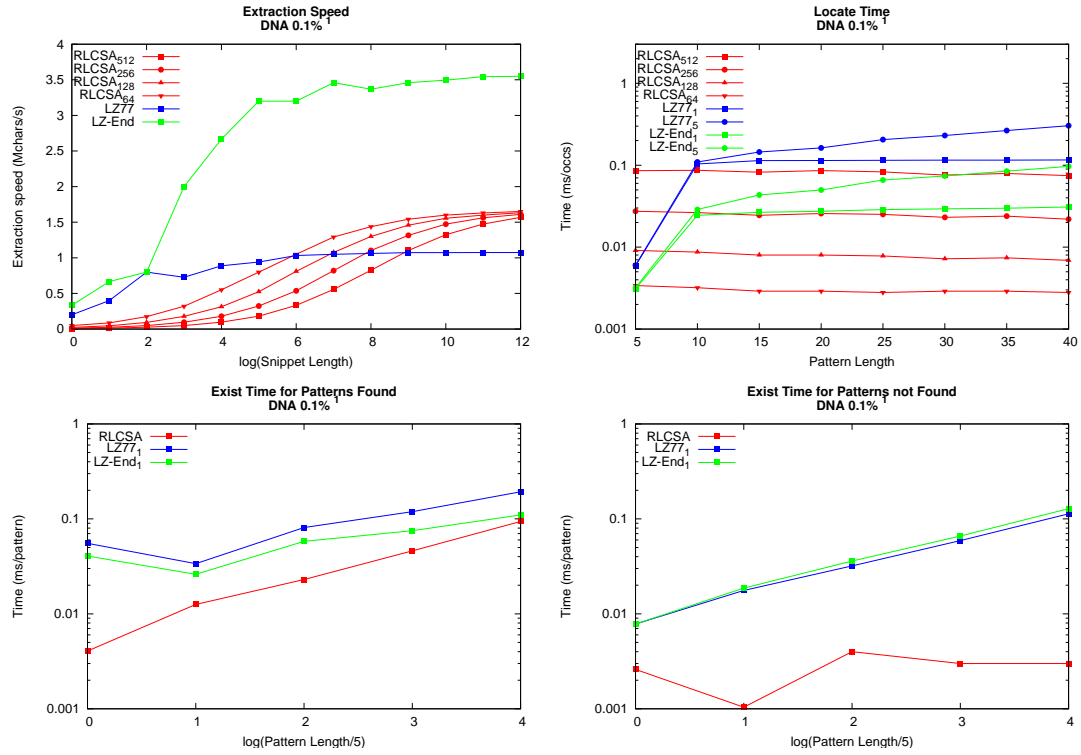 Extraction Speed
DNA 0.1% 1
RLCSA512
RLCSA256
RLCSA128
RLCSA64
LZ77
LZ-End
Extraction speed (Mchars/s)
4
3.5
3
2.5
2
1.5
1
0.5
0
0 2 4 6 8 10 12
log(Snippet Length)
Locate Time
DNA 0.1% 1
RLCSA512
RLCSA256
RLCSA128
RLCSA64
LZ771
LZ775
LZ-End1
LZ-End5
Time (ms/occs)
1
0.1
0.01
0.001
5 10 15 20 25 30 35 40
Pattern Length
Exist Time for Patterns Found
DNA 0.1% 1
RLCSA
LZ771
LZ-End1
Time (ms/pattern)
1
0.1
0.01
0.001
0 1 2 3 4
log(Pattern Length/5)
Exist Time for Patterns not Found
DNA 0.1% 1
RLCSA
LZ771
LZ-End1
Time (ms/pattern)
1
0.1
0.01
0.001
0 1 2 3 4
log(Pattern Length/5)